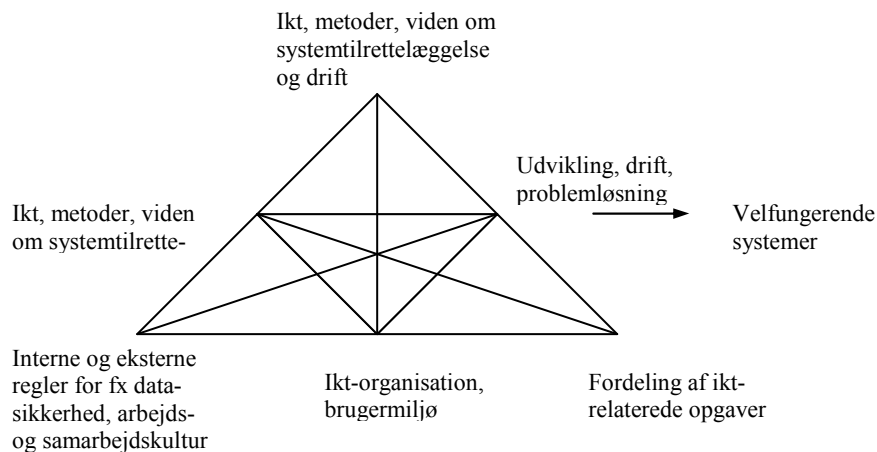 Ikt, metoder, viden om
systemtilrettelæggelse
og drift
Udvikling, drift,
problemløsning
Ikt, metoder, viden
om systemtilrette-
Velfungerende
systemer
Interne og eksterne
regler for fx data-
sikkerhed, arbejds-
og samarbejdskultur
Ikt-organisation,
brugermiljø
Fordeling af ikt-
relaterede opgaver